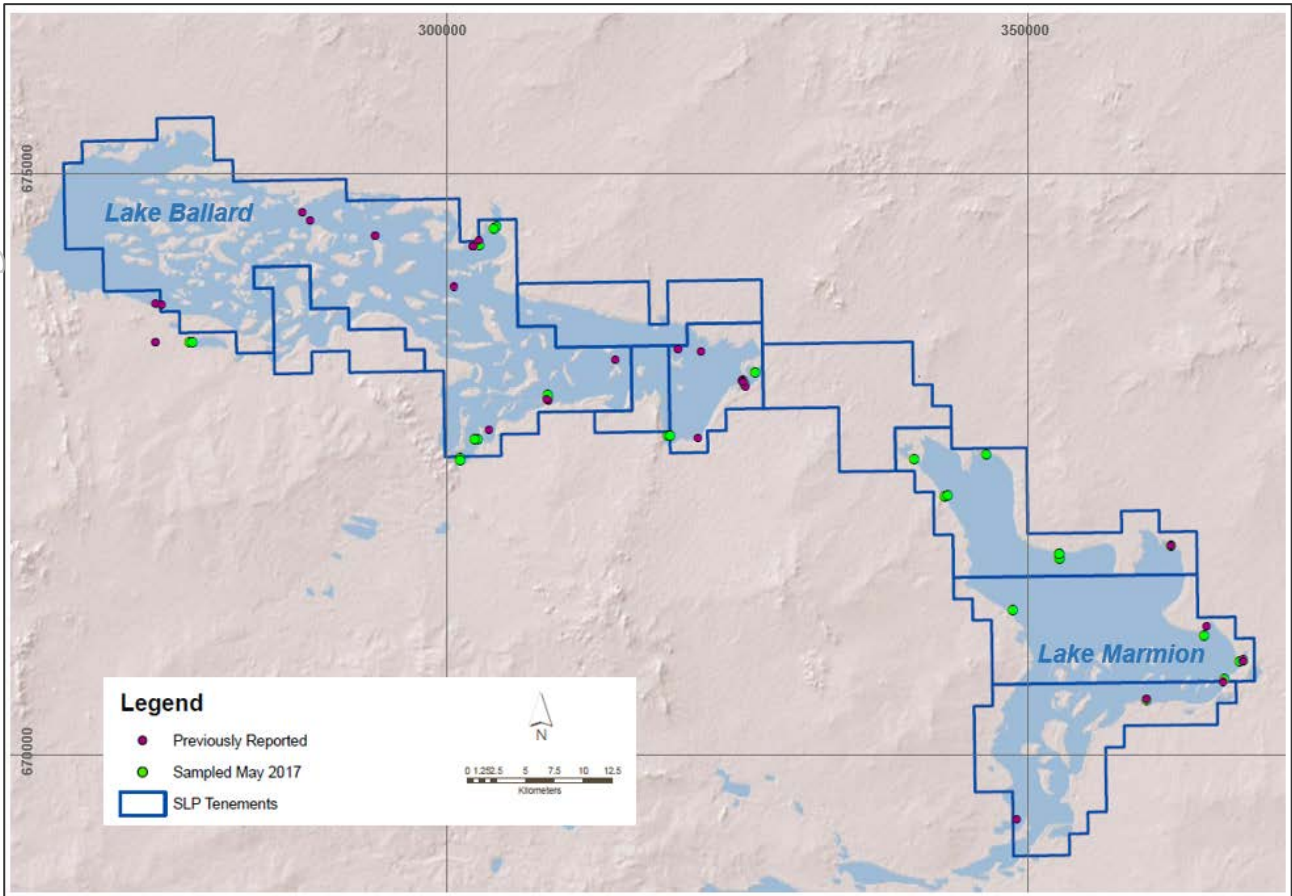 300000
350000
675000
Lake Ballard
Lake Marmion
670000
Legend
Previously Reported
Sampled May 2017
SLP Tenements
N
0 1.252.5 5 7.5 10 12.5
Kilometers